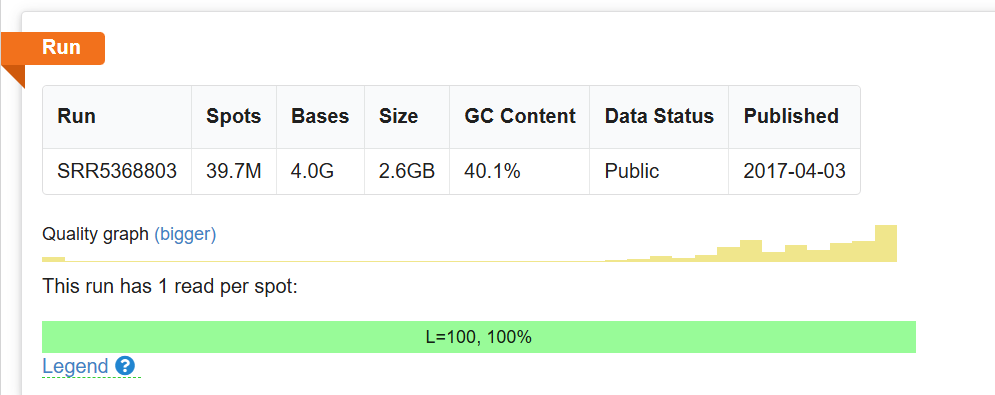 Run
Run Spots Bases Size GC Content Data Status Published
SRR5368803 39.7M 4.0G 2.6GB 40.1% Public 2017-04-03
Quality graph (bigger)
This run has 1 read per spot:
L=100, 100%
Legend ?